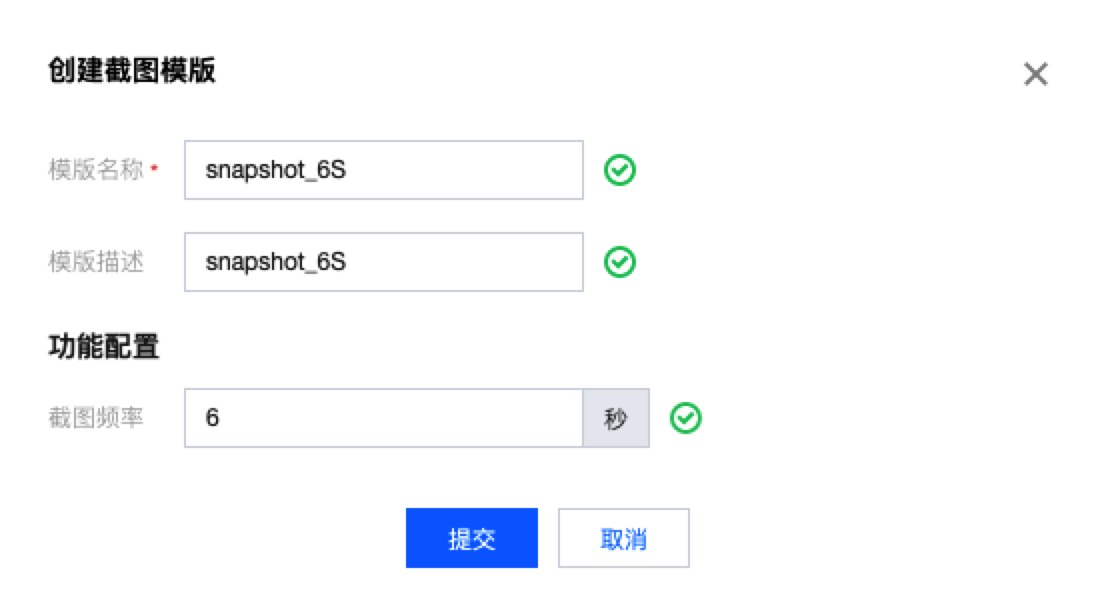 创建截图模版
模版名称 * snapshot_6S
模版描述 snapshot_6S
功能配置
截图频率 6 秒
提交 取消